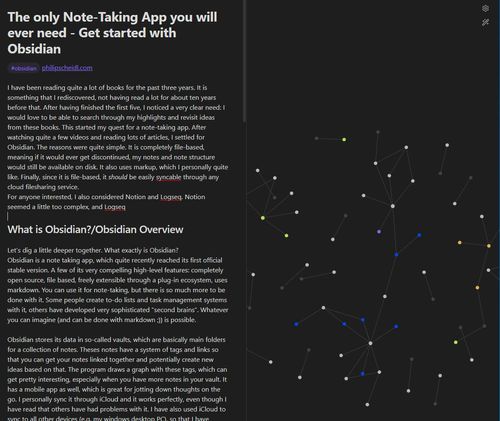 The only Note-Taking App you will
ever need - Get started with
Obsidian
#obsidian philipscheidl.com
I have been reading quite a lot of books for the past three years. It is
something that I rediscovered, not having read a lot for about ten years
before that. After having finished the first five, I noticed a very clear need: I
would love to be able to search through my highlights and revisit ideas
from these books. This started my quest for a note-taking app. After
watching quite a few videos and reading lots of articles, I settled for
Obsidian. The reasons were quite simple. It is completely file-based,
meaning if it would ever get discontinued, my notes and note structure
would still be available on disk. It also uses markup, which I personally quite
like. Finally, since it is file-based, it should be easily syncable through any
cloud filesharing service.
For anyone interested, I also considered Notion and Logseq. Notion
seemed a little too complex, and Logseq
What is Obsidian?/Obsidian Overview
Let's dig a little deeper together. What exactly is Obsidian?
Obsidian is a note taking app, which quite recently reached its first official
stable version. A few of its very compelling high-level features: completely
open source, file based, freely extensible through a plug-in ecosystem, uses
markdown. You can use it for note-taking, but there is so much more to be
done with it. Some people create to-do lists and task management systems
with it, others have developed very sophisticated "second brains". Whatever
you can imagine (and can be done with markdown ;)) is possible.
Obsidian stores its data in so-called vaults, which are basically main folders
for a collection of notes. Theses notes have a system of tags and links so
that you can get your notes linked together and potentially create new
ideas based on that. The program draws a graph with these tags, which can
get pretty interesting, especially when you have more notes in your vault. It
has a mobile app as well, which is great for jotting down thoughts on the
go. I personally sync it through iCloud and it works perfectly, even though I
have read that others have had problems with it. I have also used iCloud to
sync to all other devices (e.g. my windows desktop PC), so that I have